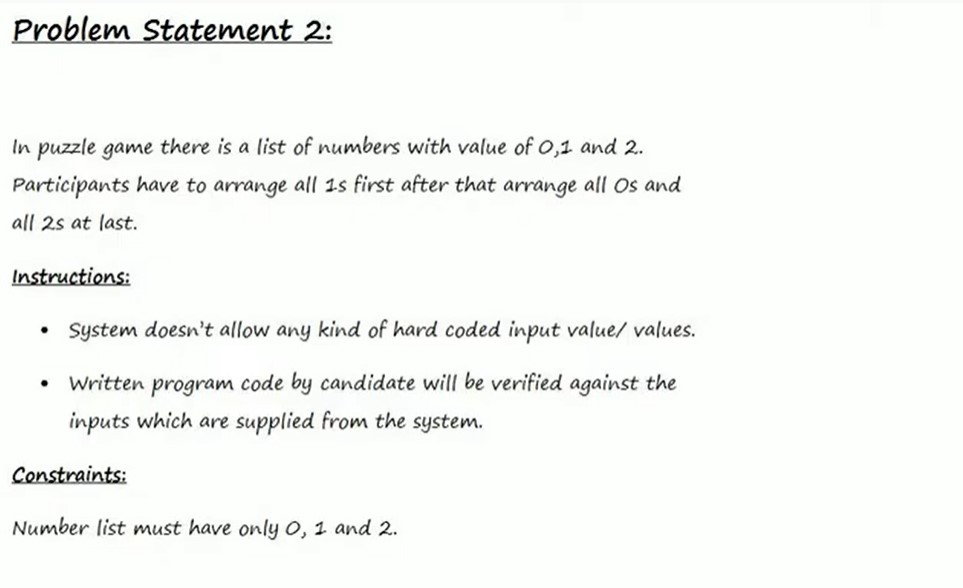 Problem Statement 2:
In puzzle game there is a list of numbers with value of 0,1 and 2.
Participants have to arrange all 1s first after that arrange all 0s and
all 2s at last.
Instructions:
• System doesn't allow any kind of hard coded input value/ values.
• Written program code by candidate will be verified against the
inputs which are supplied from the system.
Constraints:
Number list must have only 0, 1 and 2.